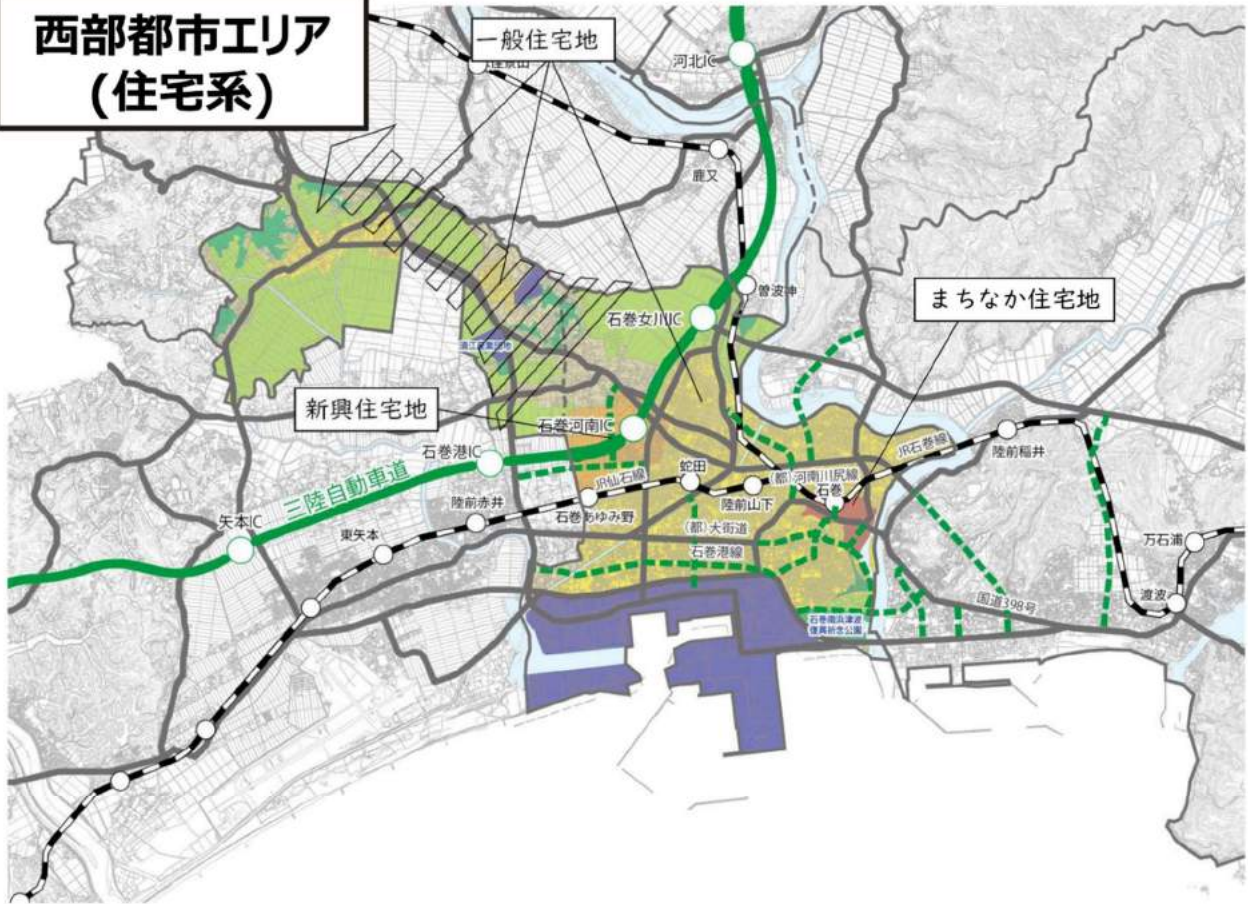 西部都市エリア
(住宅系)
一般住宅地
河北IC
鹿又
曽波神
まちなか住宅地
石巻女川IC
新興住宅地
石巻河南IC
石巻港IC
JR石巻線
陸前稲井
蛇田
(都)河南川尻線
JR仙石線
石巻
三陸自動車道
陸前赤井
石巻あゆみ野
陸前山下
矢本IC
東矢本
(都)大街道
石巻港線
万石浦
渡波
国道398号
石巻南浜津波
復興祈念公園